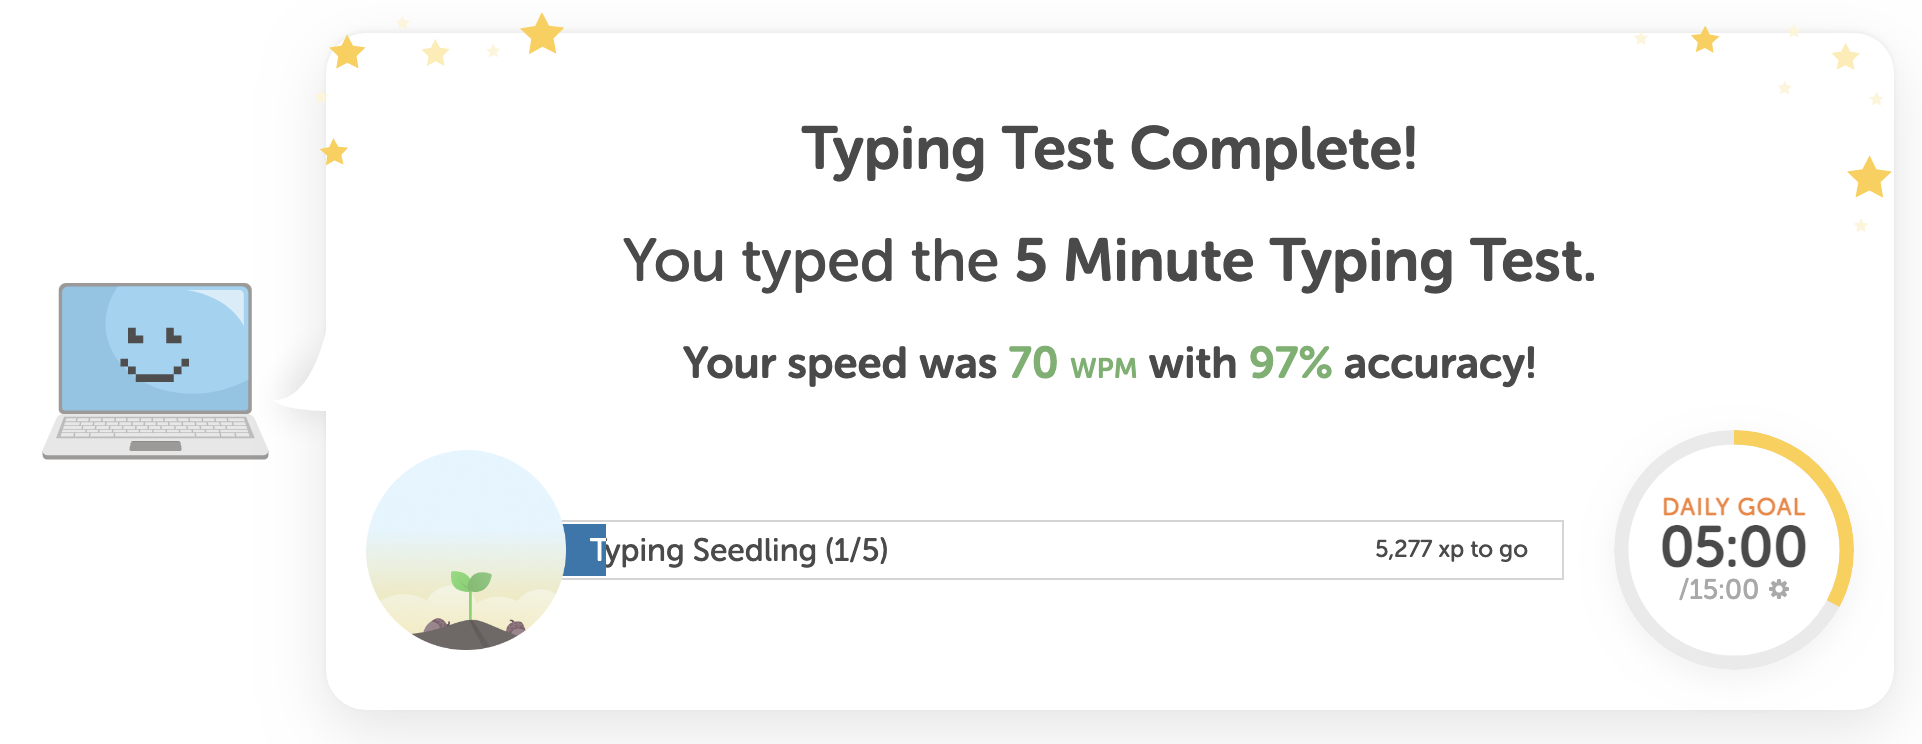 Typing Test Complete!
You typed the 5 Minute Typing Test.
Your speed was 70 WPM with 97% accuracy!
Typing Seedling (1/5)
5,277 xp to go
DAILY GOAL
05:00
/15:00